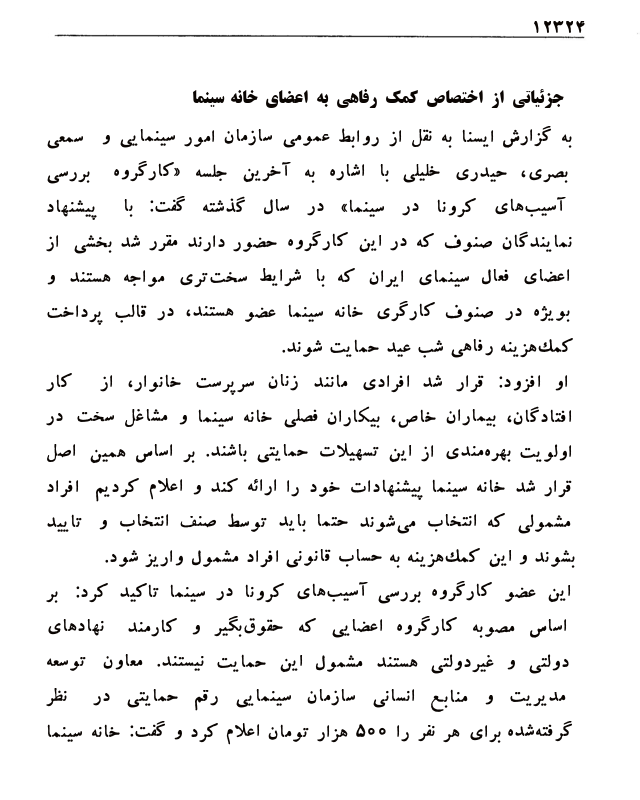 ۱۲۳۲۴
جزئیاتی از اختصاص کمک رفاهی به اعضای خانه سینما
به گزارش ایسنا به نقل از روابط عمومی سازمان امور سینمایی و سمعی
بصری، حیدری خلیلی با اشاره به آخرین جلسه «کارگروه بررسی
آسیب‌های کرونا در سینما» در سال گذشته گفت: با پیشنهاد
نمایندگان صنوف که در این کارگروه حضور دارند مقرر شد بخشی از
اعضای فعال سینمای ایران که با شرایط سخت‌تری مواجه هستند و
بویژه در صنوف کارگری خانه سینما عضو هستند، در قالب پرداخت
کمک‌هزینه رفاهی شب عید حمایت شوند.
او افزود: قرار شد افرادی مانند زنان سرپرست خانوار، از کار
افتادگان، بیماران خاص، بیکاران فصلی خانه سینما و مشاغل سخت در
اولویت بهره‌مندی از این تسهیلات حمایتی باشند. بر اساس همین اصل
قرار شد خانه سینما پیشنهادات خود را ارائه کند و اعلام کردیم افراد
مشمولی که انتخاب می‌شوند حتما باید توسط صنف انتخاب و تایید
بشوند و این کمک‌هزینه به حساب قانونی افراد مشمول واریز شود.
این عضو کارگروه بررسی آسیب‌های کرونا در سینما تاکید کرد: بر
اساس مصوبه کارگروه اعضایی که حقوق‌بگیر و کارمند نهادهای
دولتی و غیردولتی هستند مشمول این حمایت نیستند. معاون توسعه
مدیریت و منابع انسانی سازمان سینمایی رقم حمایتی در نظر
گرفته‌شده برای هر نفر را ۵۰۰ هزار تومان اعلام کرد و گفت: خانه سینما